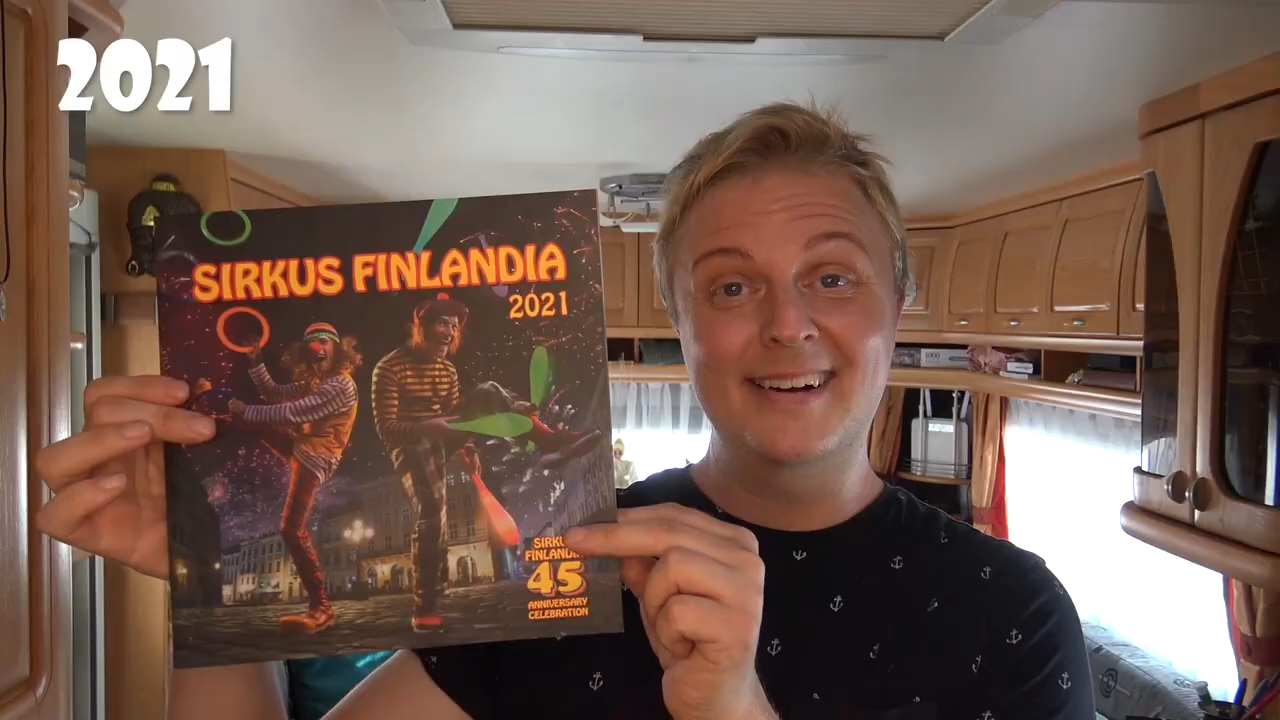 2021
SIRKUS FINLANDIA
2021
SIRKUS
FINLANDIA
45
ANNIVERSARY
CELEBRATION